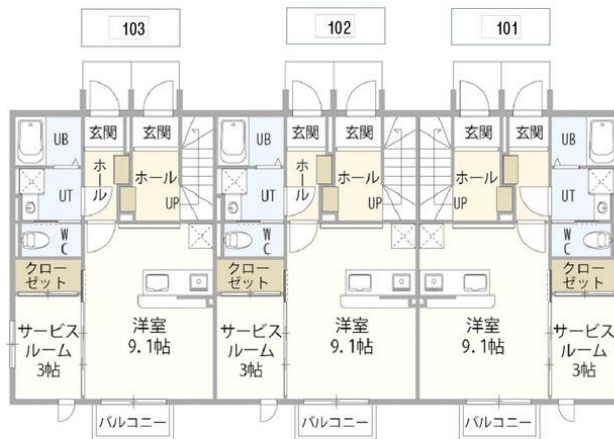 103
102
101
玄関
玄関
玄関
玄関
玄関
玄関
UB
UB
UB
ホール
ホール
ホール
ホール
ホール
UT
UT
UT
UP
UP
UP
WC
WC
WC
クローゼット
クローゼット
クローゼット
サービス
ルーム
3帖
洋室
9.1帖
サービス
ルーム
3帖
洋室
9.1帖
洋室
9.1帖
サービス
ルーム
3帖
バルコニー
バルコニー
バルコニー